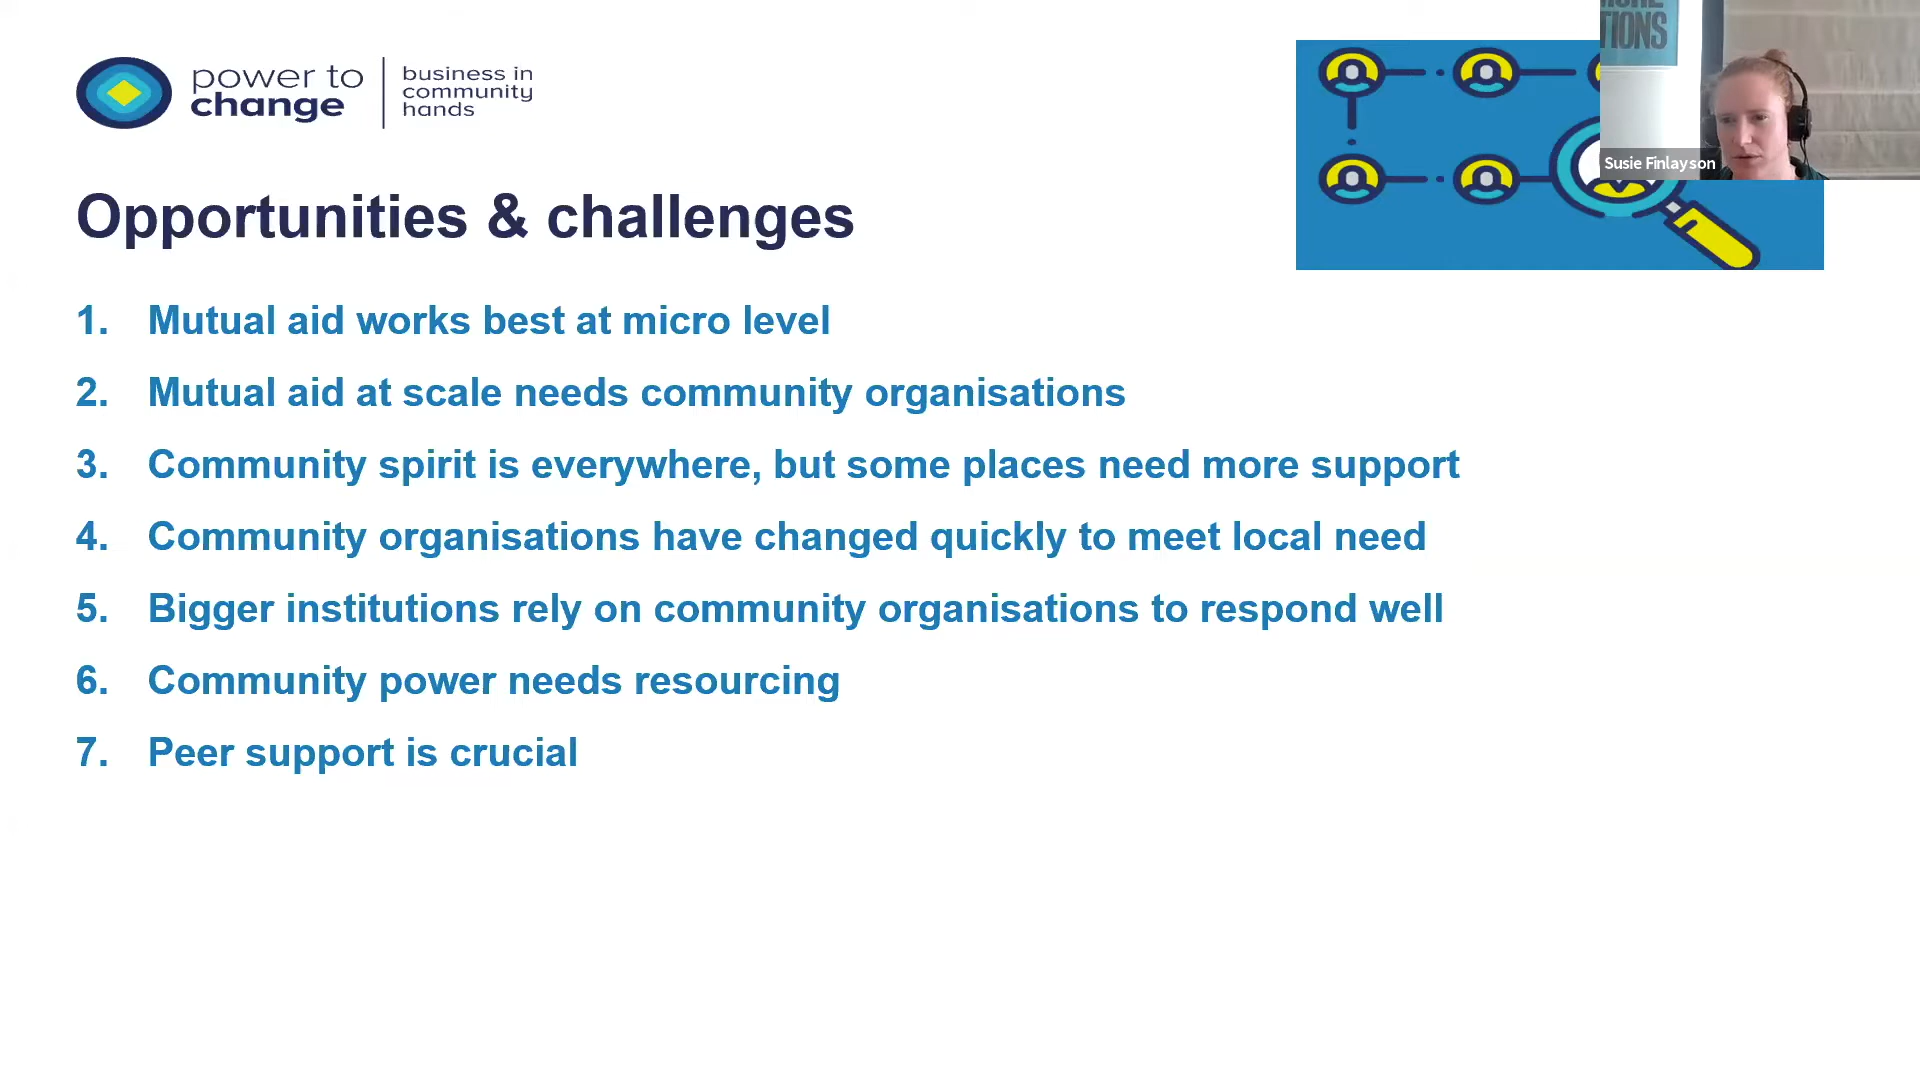 power to
change
business in
community
hands
TIONS
Susie Finlayson
Opportunities & challenges
1. Mutual aid works best at micro level
2. Mutual aid at scale needs community organisations
3. Community spirit is everywhere, but some places need more support
4. Community organisations have changed quickly to meet local need
5. Bigger institutions rely on community organisations to respond well
6. Community power needs resourcing
7. Peer support is crucial